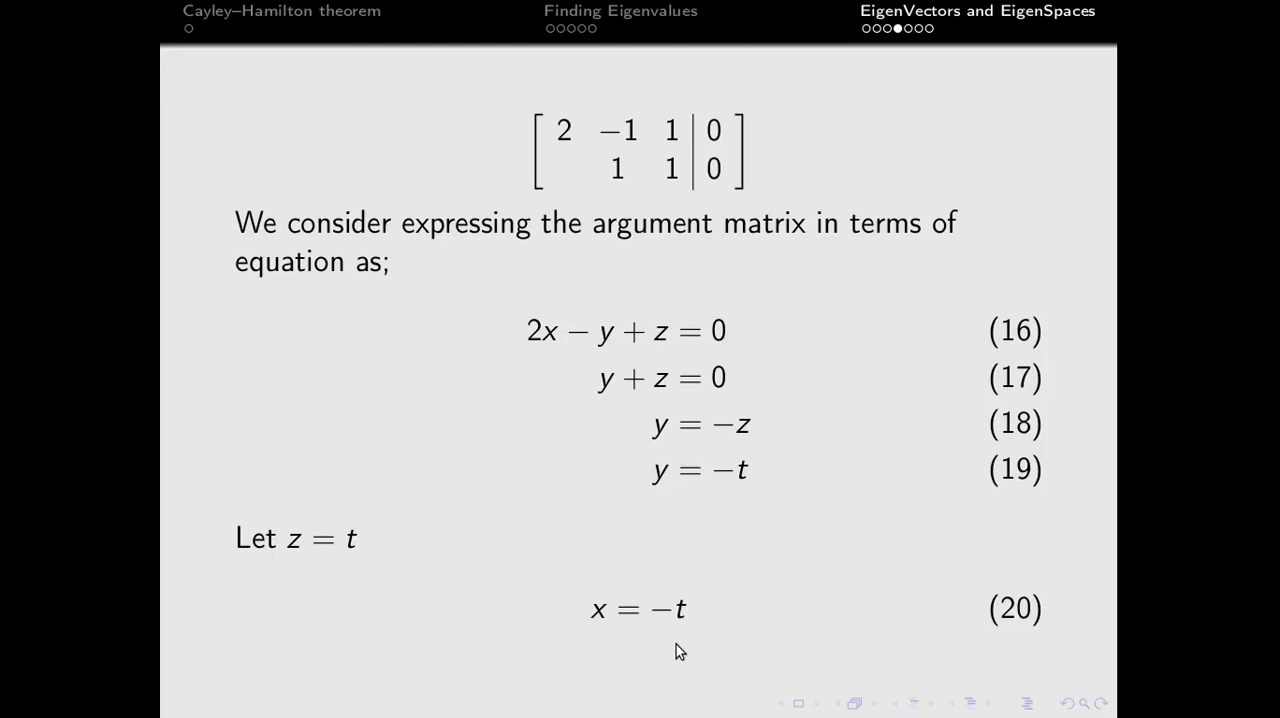 Cayley–Hamilton theorem Finding Eigenvalues EigenVectors and EigenSpaces
2 −1 1 0
1 1 0
We consider expressing the argument matrix in terms of
equation as;
2x − y + z = 0 (16)
y + z = 0 (17)
y = −z (18)
y = −t (19)
Let z = t
x = −t (20)